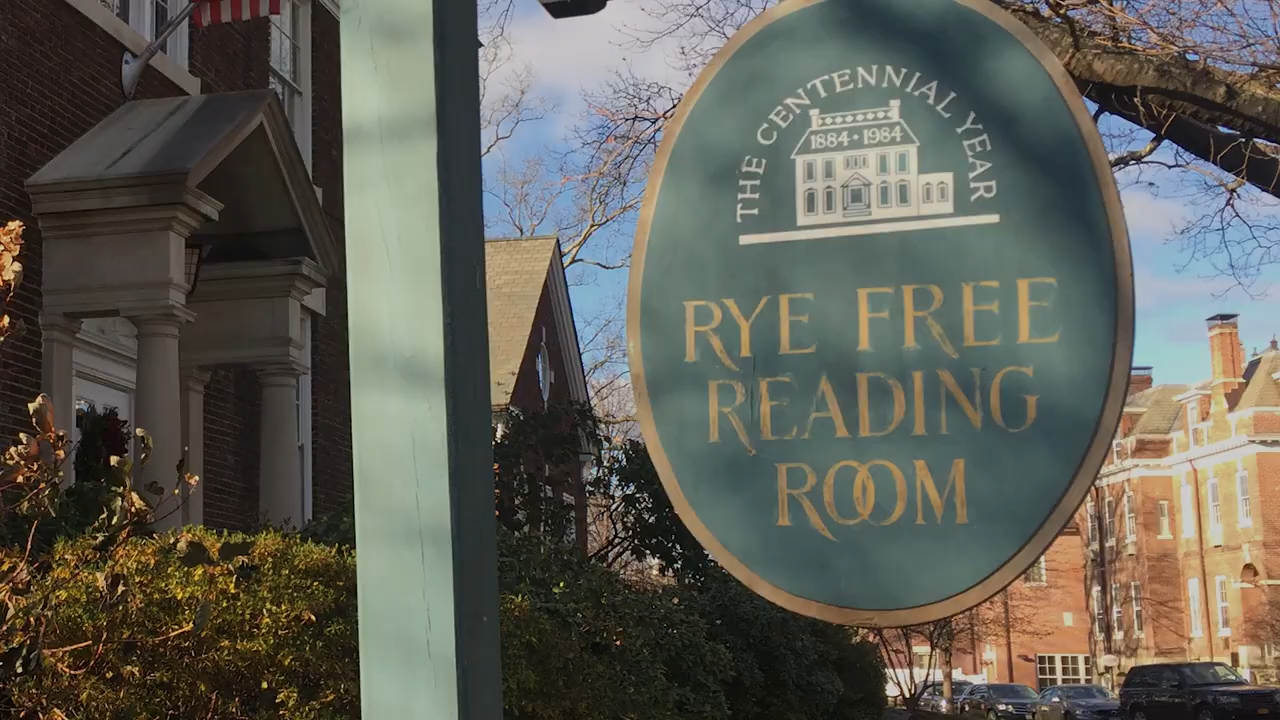 THE CENTENNIAL YEAR
1884 • 1984
RYE FREE
READING
ROOM